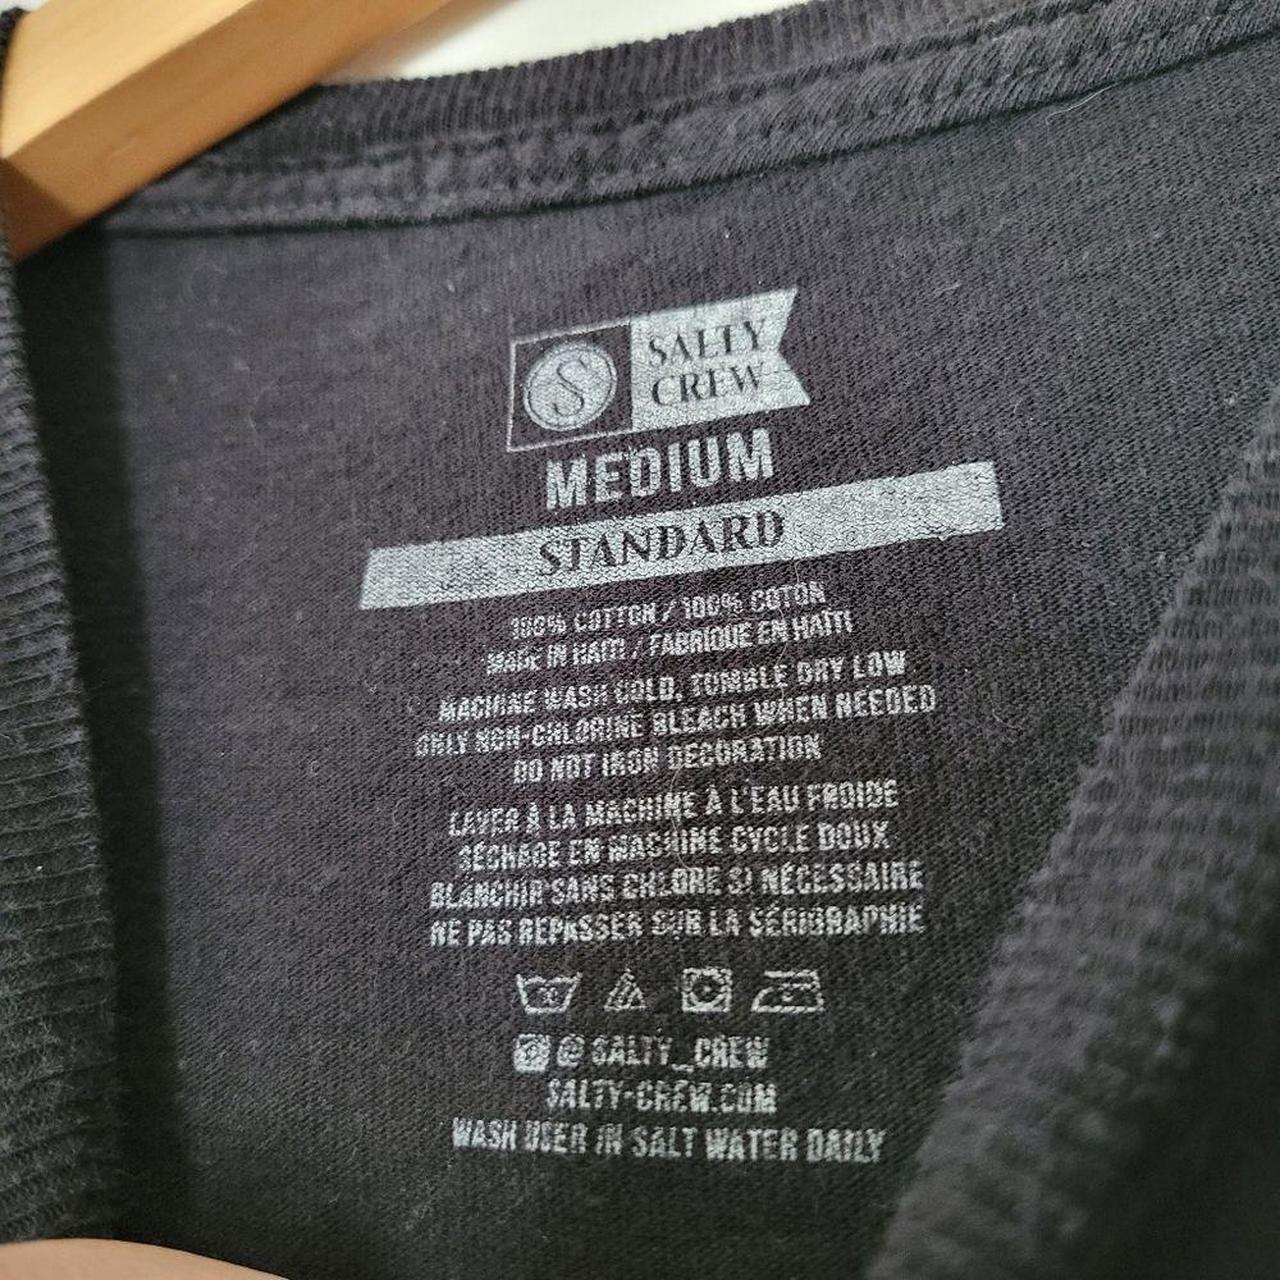 S
SALTY
CREW
MEDIUM
STANDARD
100% COTTON / 100% COTON
MADE IN HAITI / FABRIQUE EN HAÏTI
MACHINE WASH COLD, TUMBLE DRY LOW
ONLY NON-CHLORINE BLEACH WHEN NEEDED
DO NOT IRON DECORATION
LAVER À LA MACHINE À L'EAU FROIDE
SÉCHAGE EN MACHINE CYCLE DOUX
BLANCHIR SANS CHLORE SI NÉCESSAIRE
NE PAS REPASSER SUR LA SÉRIGRAPHIE
@SALTY_CREW
SALTY-CREW.COM
WASH USER IN SALT WATER DAILY